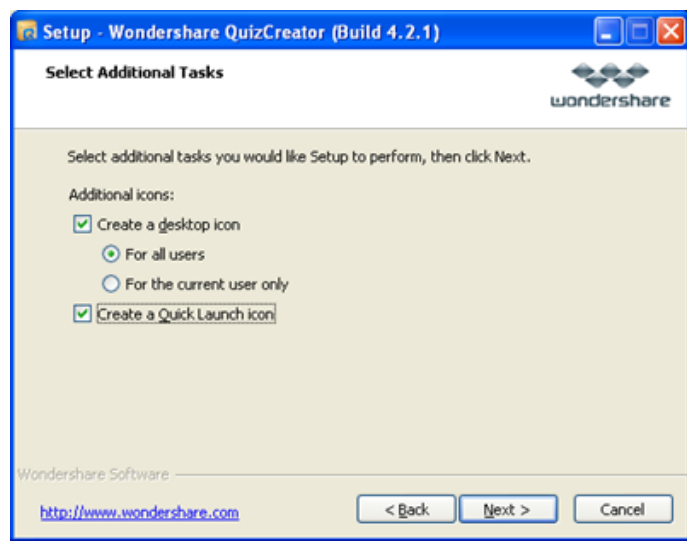 Setup - Wondershare QuizCreator (Build 4.2.1)
Select Additional Tasks
wondershare
Select additional tasks you would like Setup to perform, then click Next.
Additional icons:
Create a desktop icon
For all users
For the current user only
Create a Quick Launch icon
Wondershare Software
http://www.wondershare.com
< Back Next > Cancel